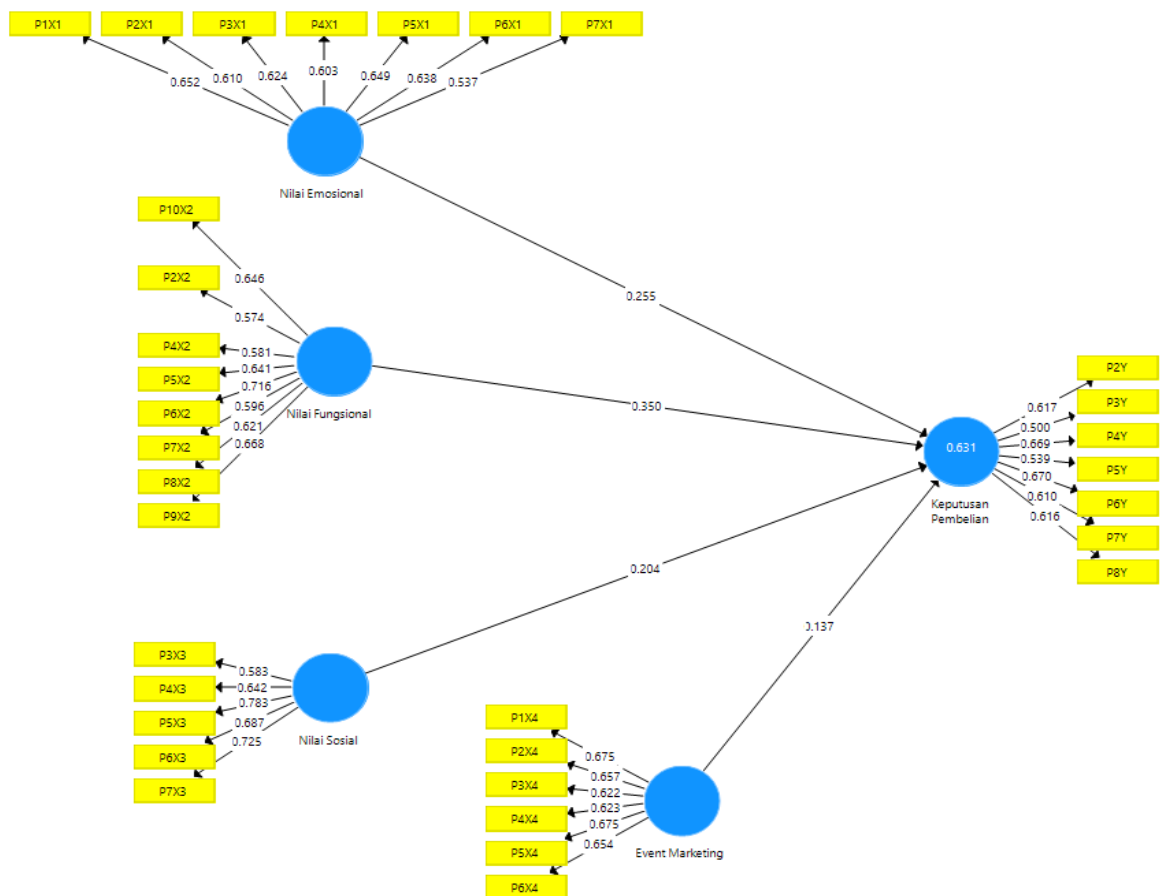 P1X1 P2X1 P3X1 P4X1 P5X1 P6X1 P7X1
0.652 0.610 0.624 0.603 0.649 0.638 0.537
Nilai Emosional
P10X2
P2X2
P4X2
P5X2
P6X2
P7X2
P8X2
P9X2
0.646
0.574
0.581
0.641
0.716
0.596
0.621
0.668
Nilai Fungsional
0.255
0.350
0.204
0.137
0.631
Keputusan
Pembelian
0.617
0.500
0.669
0.539
0.670
0.610
0.616
P2Y
P3Y
P4Y
P5Y
P6Y
P7Y
P8Y
P3X3
P4X3
P5X3
P6X3
P7X3
0.583
0.642
0.783
0.687
0.725
Nilai Sosial
P1X4
P2X4
P3X4
P4X4
P5X4
P6X4
0.675
0.657
0.622
0.623
0.675
0.654
Event Marketing